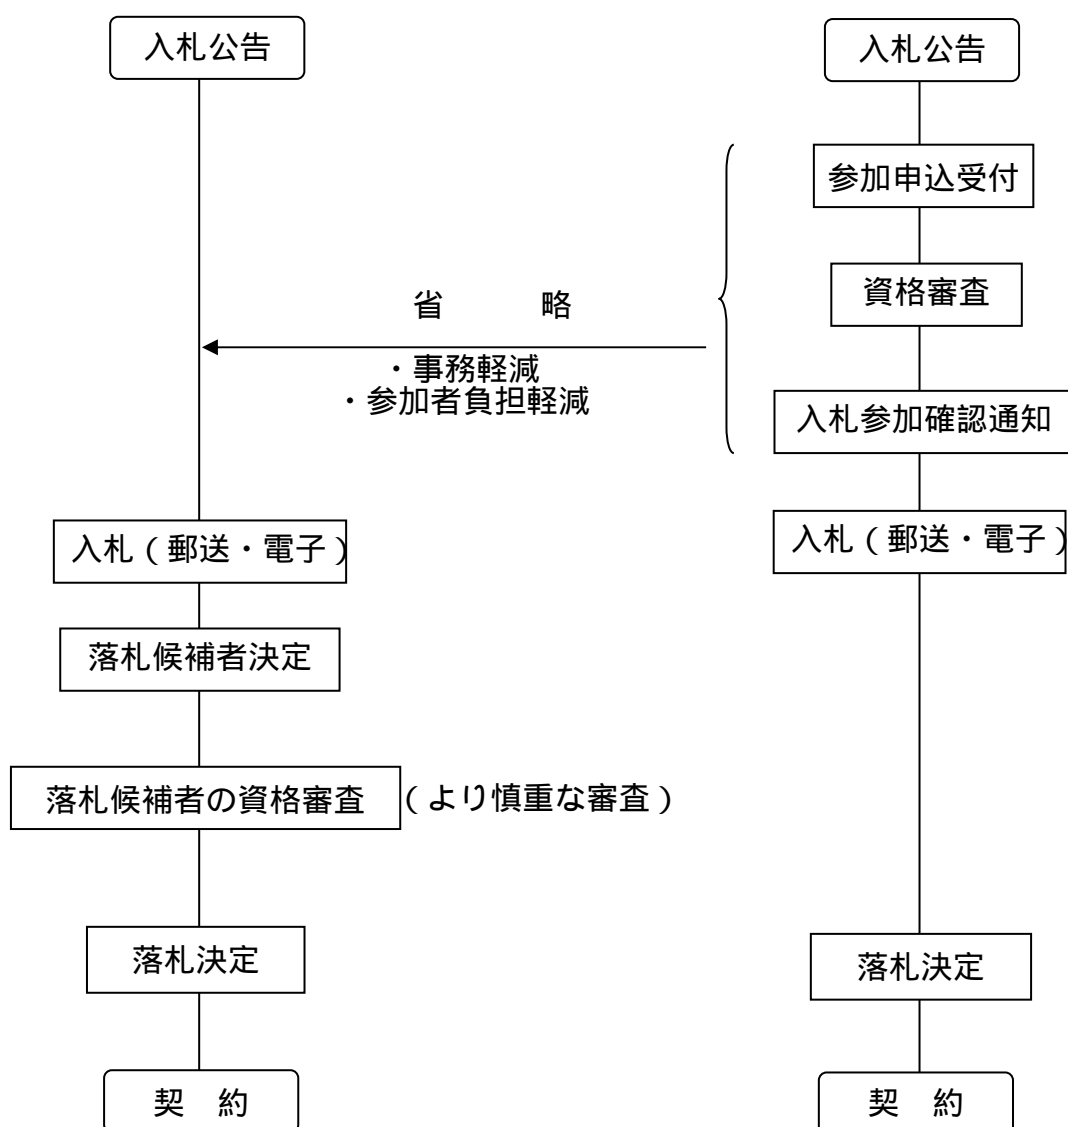 入札公告
省　略
・事務軽減
・参加者負担軽減
入札（郵送・電子）
落札候補者決定
落札候補者の資格審査
（より慎重な審査）
落札決定
契　約
入札公告
参加申込受付
資格審査
入札参加確認通知
入札（郵送・電子）
落札決定
契　約